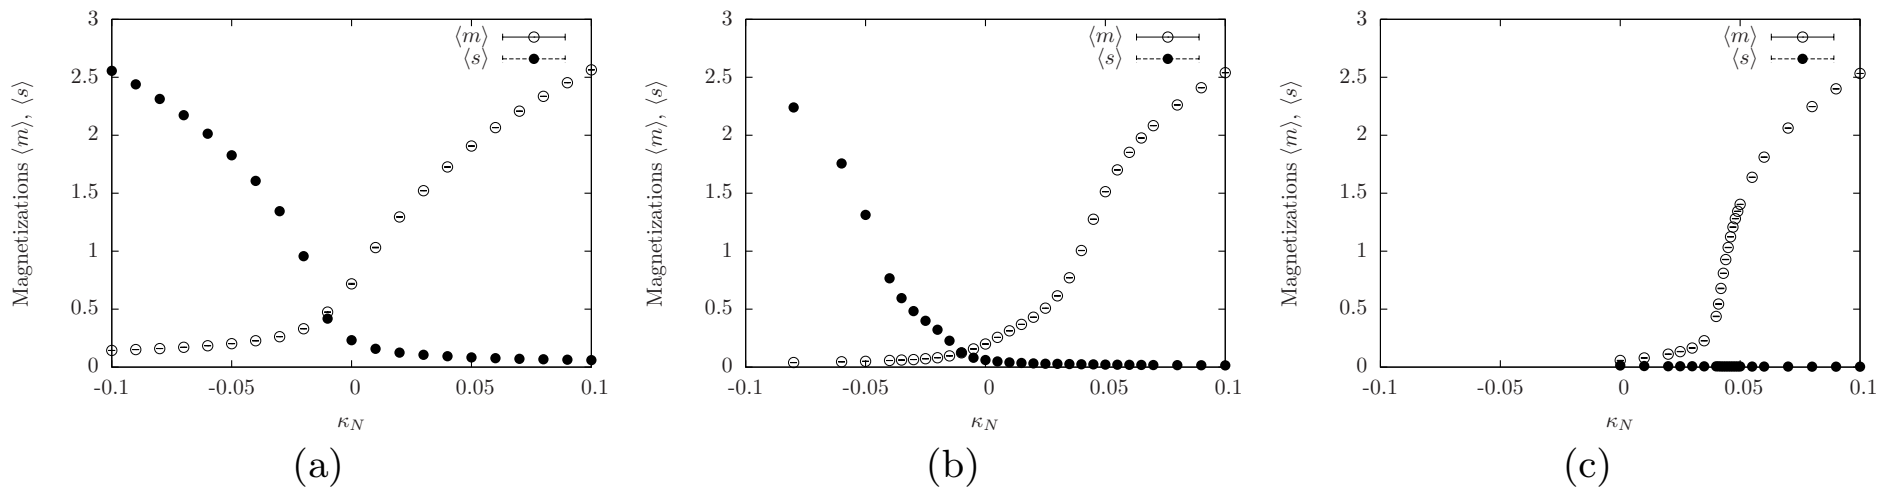 Magnetizations ⟨m⟩, ⟨s⟩
3
2.5
2
1.5
1
0.5
0
-0.1 -0.05 0 0.05 0.1
κ_N
⟨m⟩
⟨s⟩
(a)
Magnetizations ⟨m⟩, ⟨s⟩
3
2.5
2
1.5
1
0.5
0
-0.1 -0.05 0 0.05 0.1
κ_N
⟨m⟩
⟨s⟩
(b)
Magnetizations ⟨m⟩, ⟨s⟩
3
2.5
2
1.5
1
0.5
0
-0.1 -0.05 0 0.05 0.1
κ_N
⟨m⟩
⟨s⟩
(c)